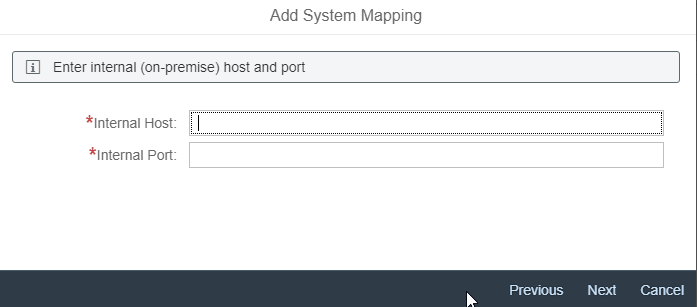 Add System Mapping
Enter internal (on-premise) host and port
*Internal Host:
*Internal Port:
Previous Next Cancel